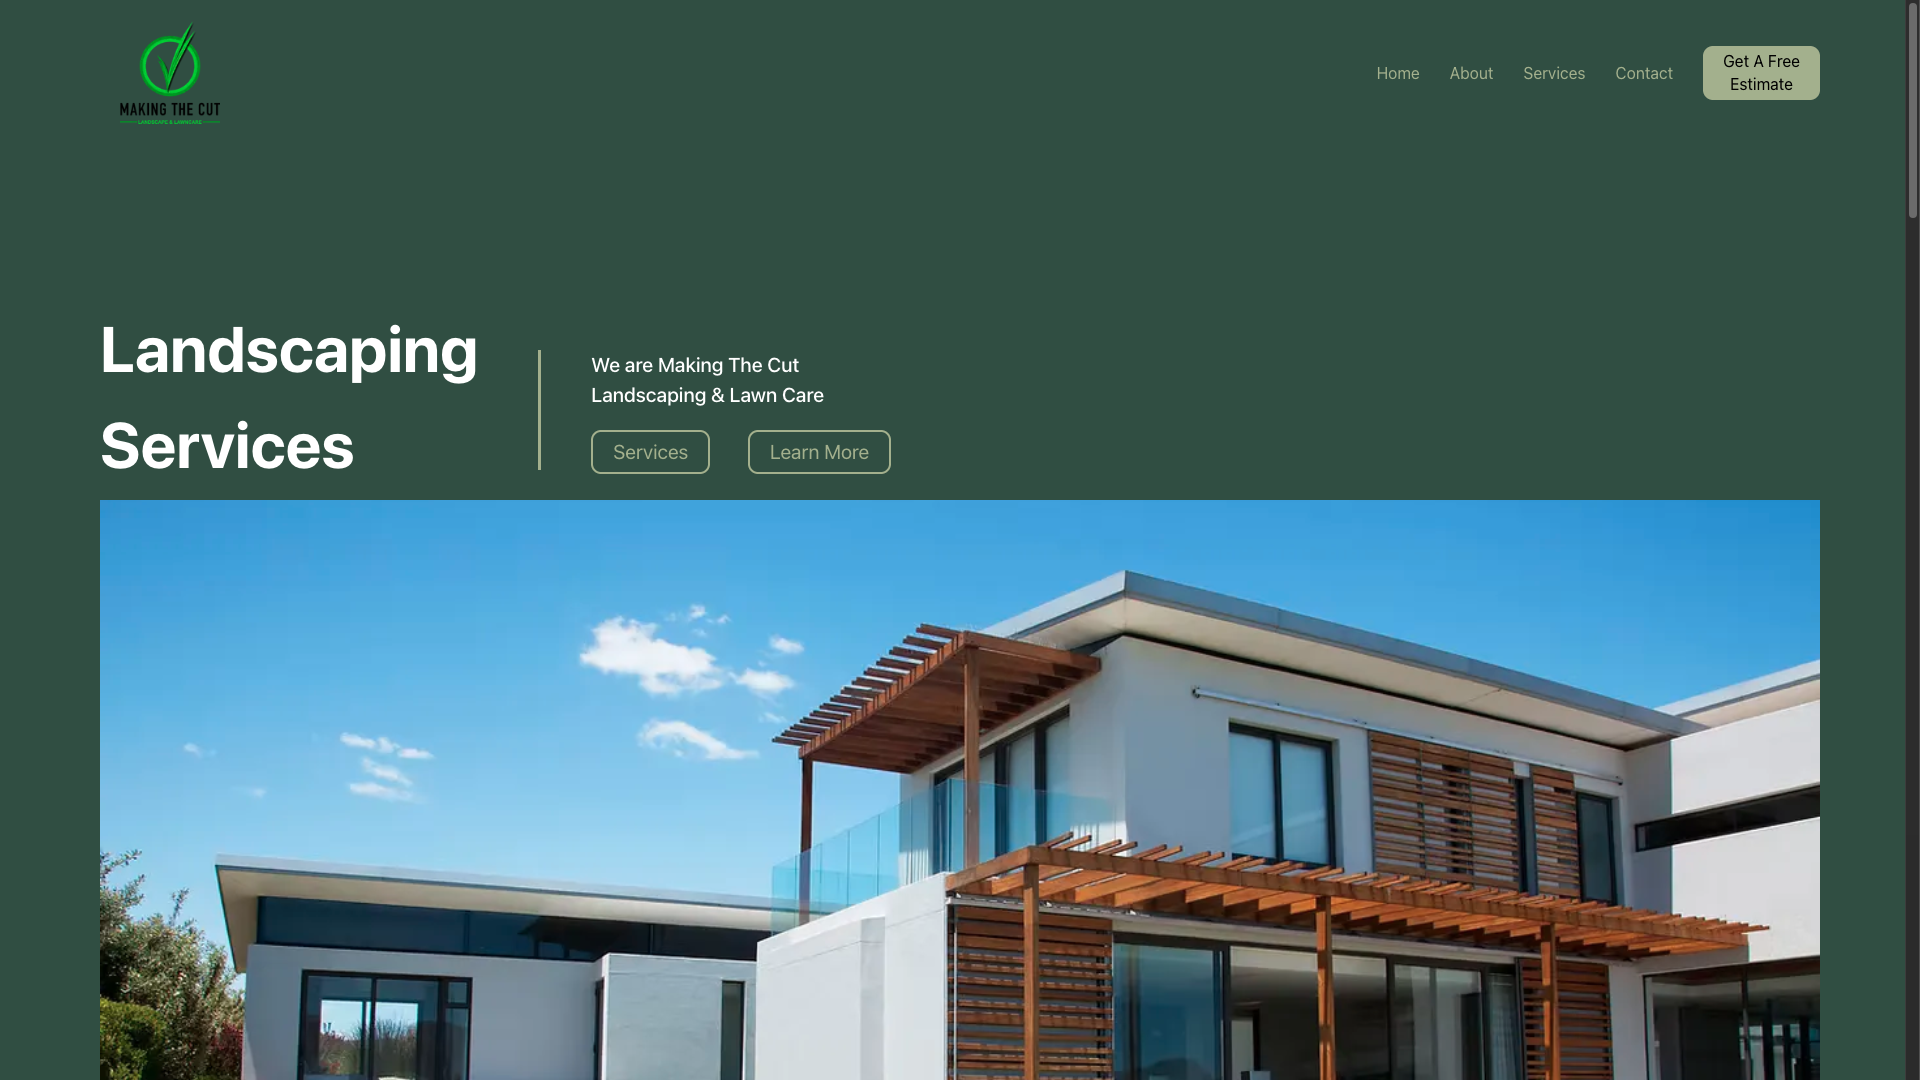 MAKING THE CUT
LANDSCAPE & LAWNCARE
Home
About
Services
Contact
Get A Free
Estimate
Landscaping
Services
We are Making The Cut
Landscaping & Lawn Care
Services
Learn More